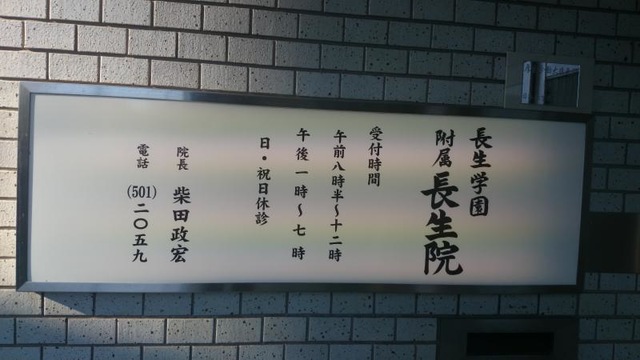 長生学園
附属長生院
受付時間
午前八時半～十二時
午後一時～七時
日・祝日休診
院長 柴田政宏
電話 (501)二〇五九